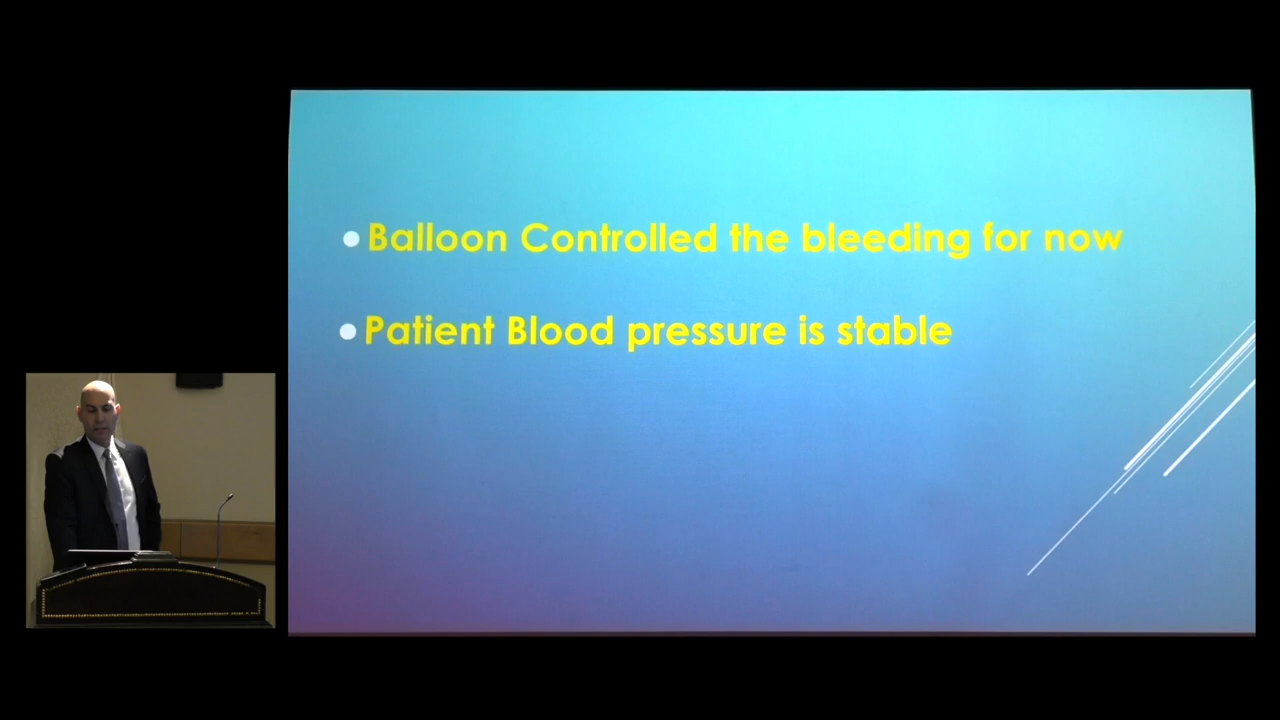 Balloon Controlled the bleeding for now
Patient Blood pressure is stable